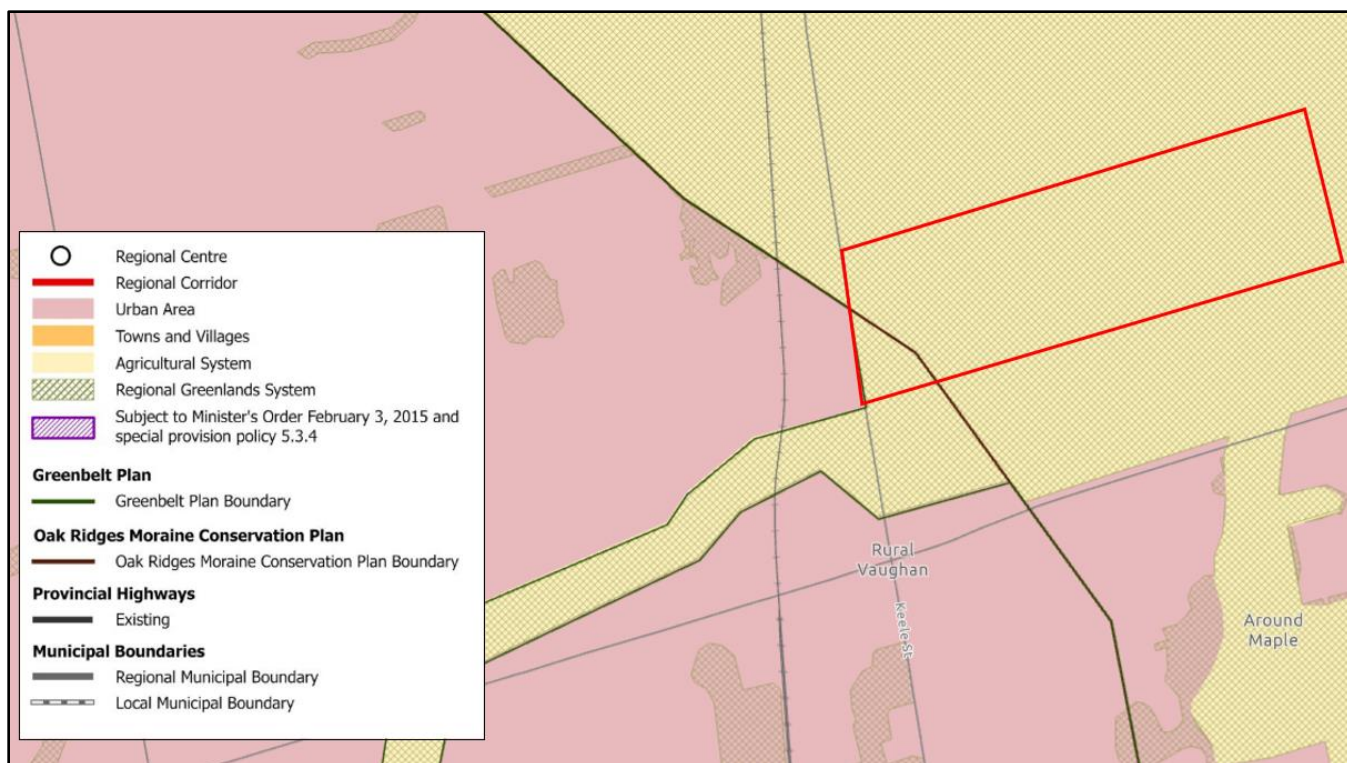 Regional Centre
Regional Corridor
Urban Area
Towns and Villages
Agricultural System
Regional Greenlands System
Subject to Minister's Order February 3, 2015 and
special provision policy 5.3.4
Greenbelt Plan
Greenbelt Plan Boundary
Oak Ridges Moraine Conservation Plan
Oak Ridges Moraine Conservation Plan Boundary
Provincial Highways
Existing
Municipal Boundaries
Regional Municipal Boundary
Local Municipal Boundary
Rural
Vaughan
Keele St
Around
Maple